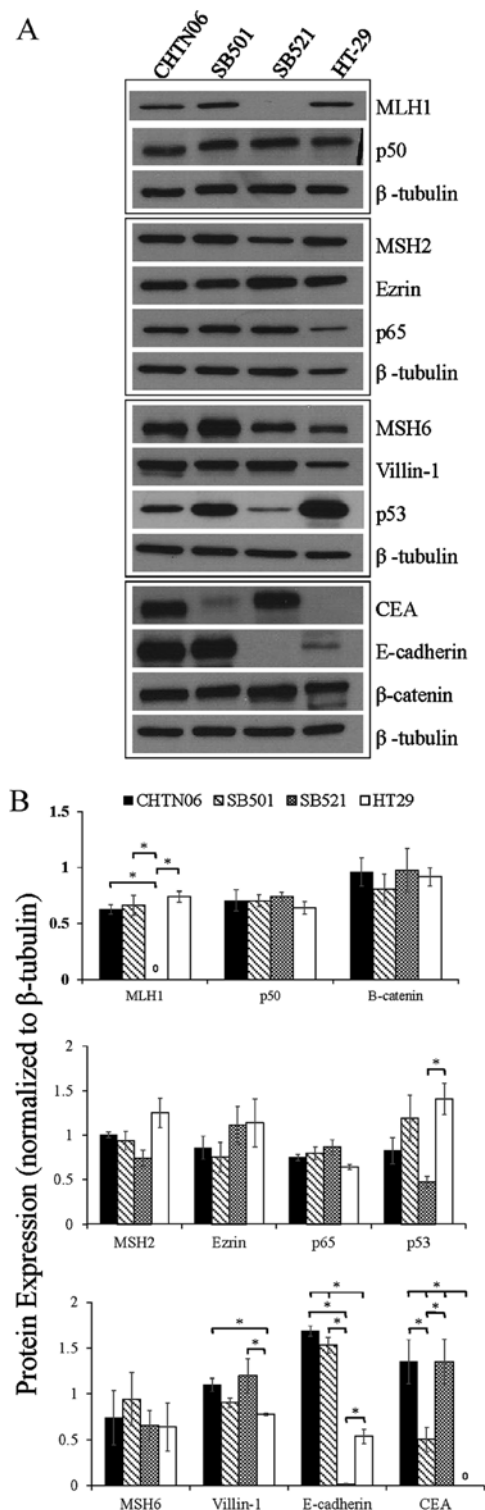 A
CHTN06 SB501 SB521 HT-29
MLH1
p50
β -tubulin
MSH2
Ezrin
p65
β -tubulin
MSH6
Villin-1
p53
β -tubulin
CEA
E-cadherin
β-catenin
β -tubulin
B
CHTN06 SB501 SB521 HT29
Protein Expression (normalized to β-tubulin)
1.5
1
0.5
0
* * *
0
MLH1 p50 B-catenin
2
1.5
1
0.5
0
*
MSH2 Ezrin p65 p53
2
1.5
1
0.5
0
* * * * * * * * * *
0
MSH6 Villin-1 E-cadherin CEA